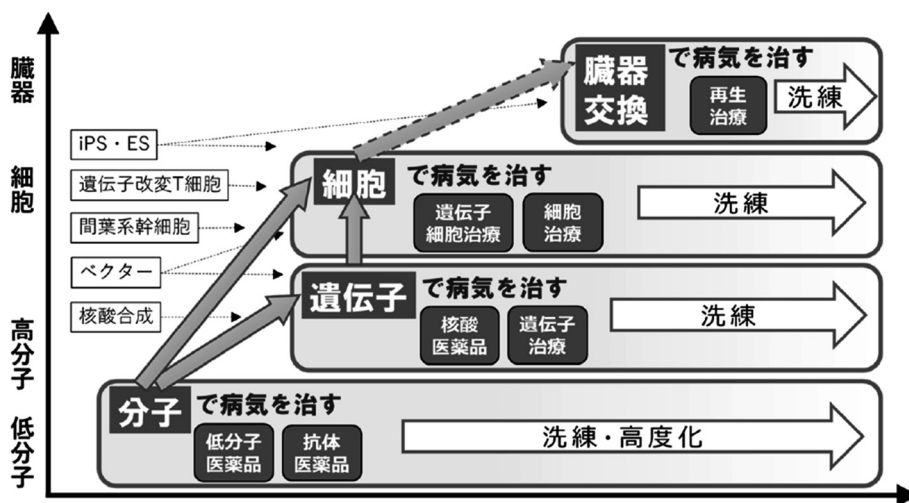 臓器
細胞
高分子
低分子
iPS・ES
遺伝子改変T細胞
間葉系幹細胞
ベクター
核酸合成
臓器
交換
で病気を治す
再生
治療
洗練
細胞
で病気を治す
遺伝子
細胞治療
細胞
治療
洗練
遺伝子
で病気を治す
核酸
医薬品
遺伝子
治療
洗練
分子
で病気を治す
低分子
医薬品
抗体
医薬品
洗練・高度化